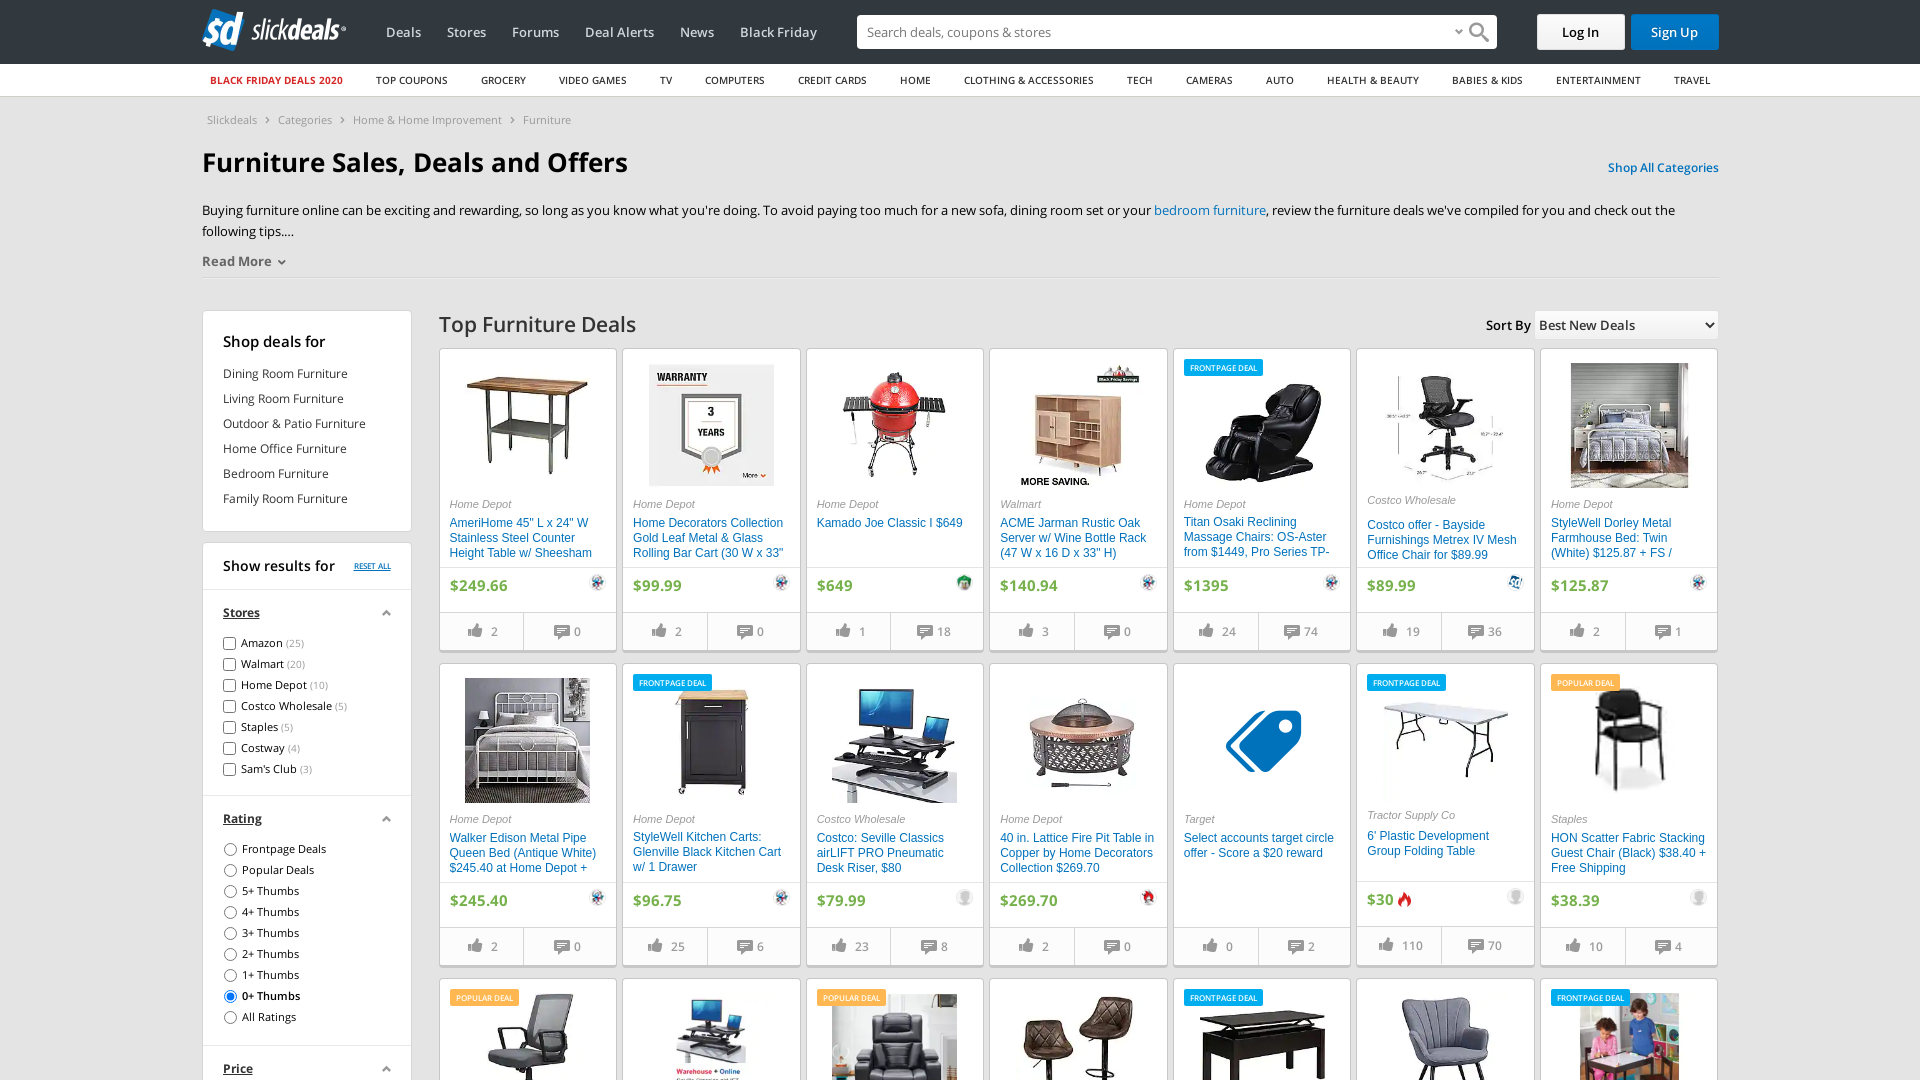 sd slickdeals
Deals
Stores
Forums
Deal Alerts
News
Black Friday
Search deals, coupons & stores
Log In
Sign Up
BLACK FRIDAY DEALS 2020
TOP COUPONS
GROCERY
VIDEO GAMES
TV
COMPUTERS
CREDIT CARDS
HOME
CLOTHING & ACCESSORIES
TECH
CAMERAS
AUTO
HEALTH & BEAUTY
BABIES & KIDS
ENTERTAINMENT
TRAVEL
Slickdeals › Categories › Home & Home Improvement › Furniture
Furniture Sales, Deals and Offers
Shop All Categories
Buying furniture online can be exciting and rewarding, so long as you know what you're doing. To avoid paying too much for a new sofa, dining room set or your bedroom furniture, review the furniture deals we've compiled for you and check out the
following tips....
Read More
Shop deals for
Dining Room Furniture
Living Room Furniture
Outdoor & Patio Furniture
Home Office Furniture
Bedroom Furniture
Family Room Furniture
Show results for
RESET ALL
Stores
Amazon (25)
Walmart (20)
Home Depot (10)
Costco Wholesale (5)
Staples (5)
Costway (4)
Sam's Club (3)
Rating
Frontpage Deals
Popular Deals
5+ Thumbs
4+ Thumbs
3+ Thumbs
2+ Thumbs
1+ Thumbs
0+ Thumbs
All Ratings
Price
Top Furniture Deals
Sort By
Best New Deals
Home Depot
AmeriHome 45" L x 24" W
Stainless Steel Counter
Height Table w/ Sheesham
$249.66
2
0
WARRANTY
3
YEARS
More
Home Depot
Home Decorators Collection
Gold Leaf Metal & Glass
Rolling Bar Cart (30 W x 33"
$99.99
2
0
Home Depot
Kamado Joe Classic I $649
$649
1
18
Black Friday Savings
MORE SAVING.
Walmart
ACME Jarman Rustic Oak
Server w/ Wine Bottle Rack
(47 W x 16 D x 33" H)
$140.94
3
0
FRONTPAGE DEAL
Home Depot
Titan Osaki Reclining
Massage Chairs: OS-Aster
from $1449, Pro Series TP-
$1395
24
74
Costco Wholesale
Costco offer - Bayside
Furnishings Metrex IV Mesh
Office Chair for $89.99
$89.99
19
36
Home Depot
StyleWell Dorley Metal
Farmhouse Bed: Twin
(White) $125.87 + FS /
$125.87
2
1
Home Depot
Walker Edison Metal Pipe
Queen Bed (Antique White)
$245.40 at Home Depot +
$245.40
2
0
FRONTPAGE DEAL
Home Depot
StyleWell Kitchen Carts:
Glenville Black Kitchen Cart
w/ 1 Drawer
$96.75
25
6
Costco Wholesale
Costco: Seville Classics
airLIFT PRO Pneumatic
Desk Riser, $80
$79.99
23
8
Home Depot
40 in. Lattice Fire Pit Table in
Copper by Home Decorators
Collection $269.70
$269.70
2
0
Target
Select accounts target circle
offer - Score a $20 reward
0
2
FRONTPAGE DEAL
Tractor Supply Co
6' Plastic Development
Group Folding Table
$30
110
70
POPULAR DEAL
Staples
HON Scatter Fabric Stacking
Guest Chair (Black) $38.40 +
Free Shipping
$38.39
10
4
POPULAR DEAL
Warehouse + Online
POPULAR DEAL
FRONTPAGE DEAL
FRONTPAGE DEAL